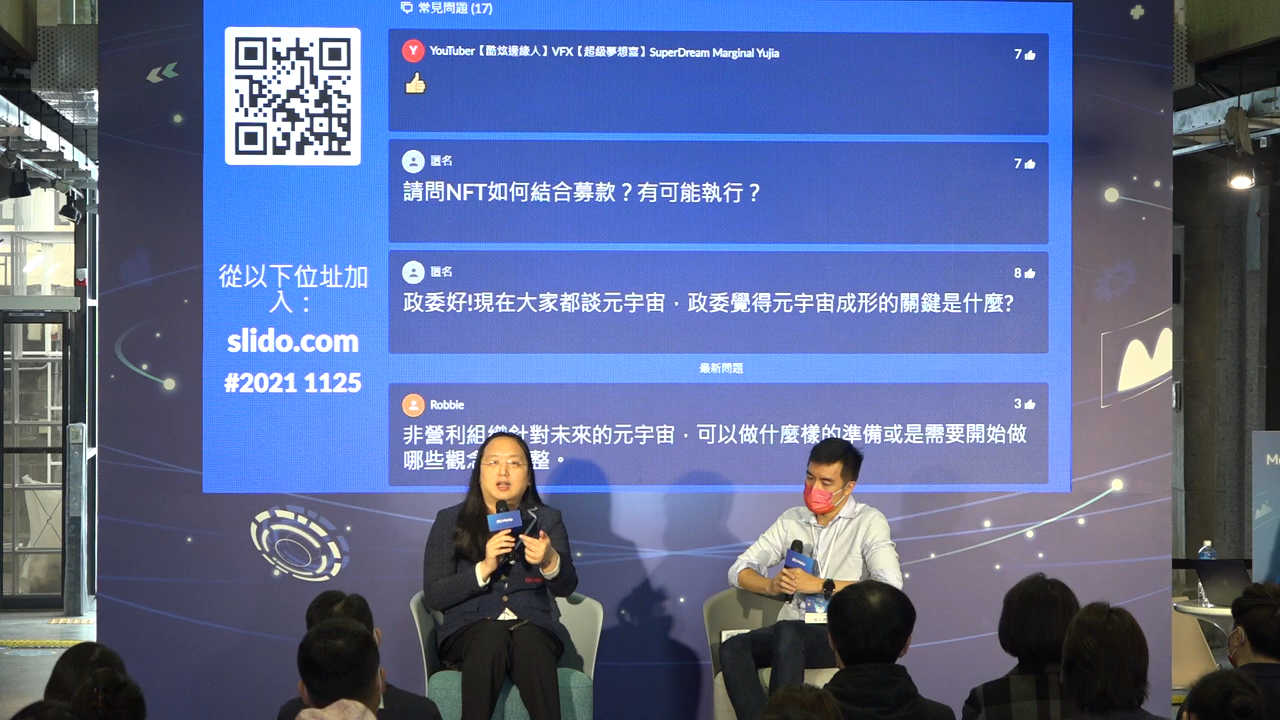 常見問題 (17)
Y YouTuber【酷炫邊緣人】VFX【超級夢想嘉】SuperDream Marginal Yujia
7
匿名
7
請問NFT如何結合募款？有可能執行？
匿名
8
政委好!現在大家都談元宇宙，政委覺得元宇宙成形的關鍵是什麼?
最新問題
Robbie
3
非營利組織針對未來的元宇宙，可以做什麼樣的準備或是需要開始做
哪些觀念 整。
從以下位址加
入：
slido.com
#2021 1125